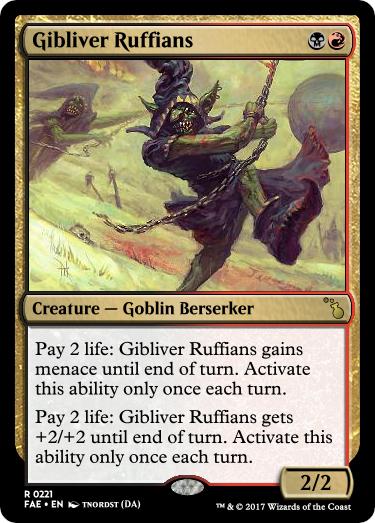 Gibliver Ruffians
Creature — Goblin Berserker
Pay 2 life: Gibliver Ruffians gains
menace until end of turn. Activate
this ability only once each turn.
Pay 2 life: Gibliver Ruffians gets
+2/+2 until end of turn. Activate this
ability only once each turn.
2/2
R 0221
FAE • EN TNORDST (DA)
™ & © 2017 Wizards of the Coast